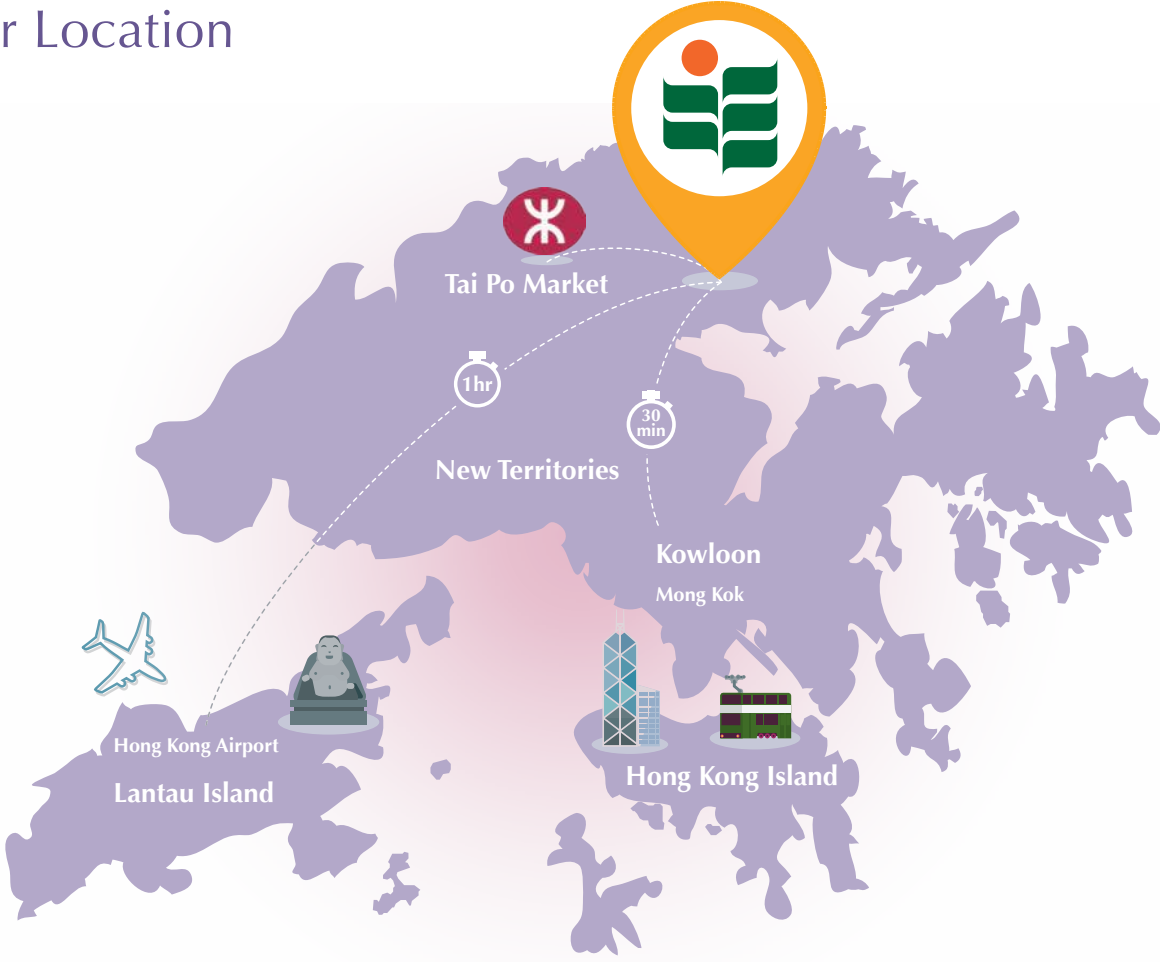 r Location
Tai Po Market
1hr
30
min
New Territories
Kowloon
Mong Kok
Hong Kong Airport
Lantau Island
Hong Kong Island